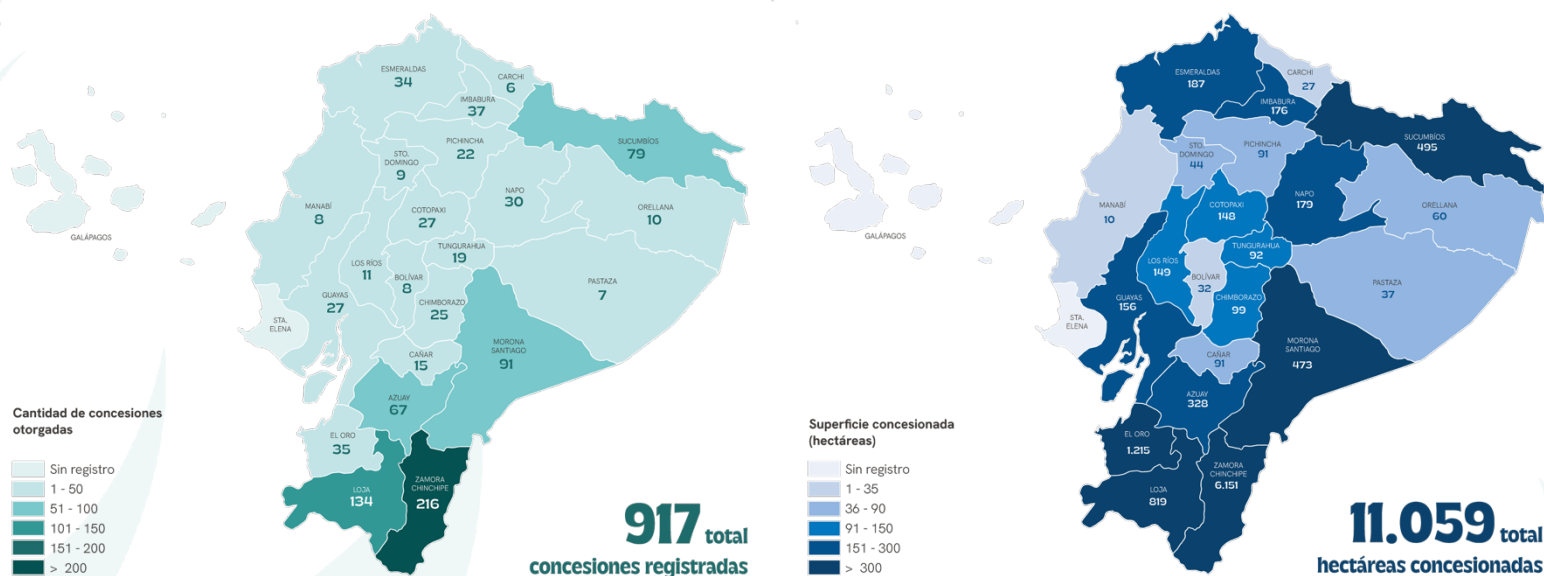 ESMERALDAS
34
CARCHI
6
IMBABURA
37
SUCUMBÍOS
79
PICHINCHA
22
STO.
DOMINGO
9
NAPO
30
ORELLANA
10
MANABÍ
8
COTOPAXI
27
TUNGURAHUA
19
LOS RÍOS
11
BOLÍVAR
8
PASTAZA
7
GUAYAS
27
CHIMBORAZO
25
STA.
ELENA
MORONA
SANTIAGO
91
CAÑAR
15
AZUAY
67
EL ORO
35
LOJA
134
ZAMORA
CHINCHIPE
216
GALÁPAGOS
Cantidad de concesiones
otorgadas
Sin registro
1 - 50
51 - 100
101 - 150
151 - 200
> 200
917 total
concesiones registradas
ESMERALDAS
187
CARCHI
27
IMBABURA
176
SUCUMBÍOS
495
PICHINCHA
91
STO.
DOMINGO
44
NAPO
179
ORELLANA
60
MANABÍ
10
COTOPAXI
148
TUNGURAHUA
92
LOS RÍOS
149
BOLÍVAR
32
PASTAZA
37
GUAYAS
156
CHIMBORAZO
99
STA.
ELENA
MORONA
SANTIAGO
473
CAÑAR
91
AZUAY
328
EL ORO
1.215
LOJA
819
ZAMORA
CHINCHIPE
6.151
GALÁPAGOS
Superficie concesionada
(hectáreas)
Sin registro
1 - 35
36 - 90
91 - 150
151 - 300
> 300
11.059 total
hectáreas concesionadas